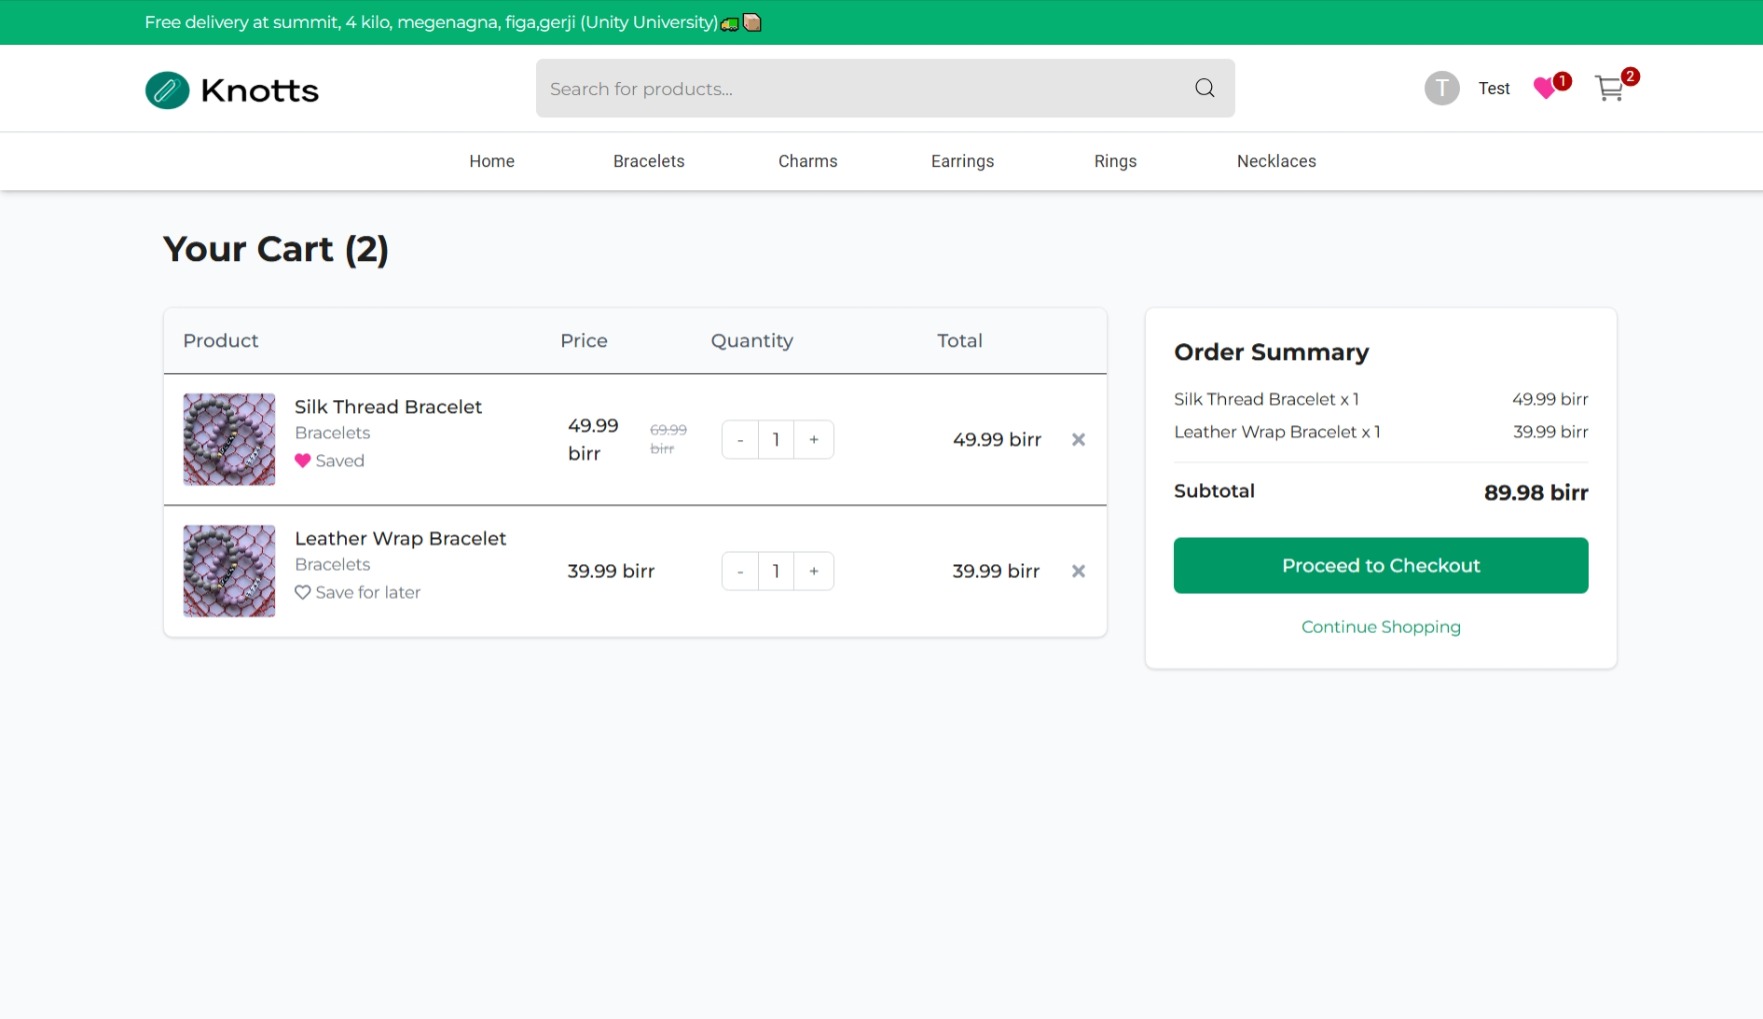 Free delivery at summit, 4 kilo, megenagna, figa,gerji (Unity University)🚛📦
Knotts
Search for products...
T
Test
1
2
Home
Bracelets
Charms
Earrings
Rings
Necklaces
Your Cart (2)
Product
Price
Quantity
Total
Silk Thread Bracelet
Bracelets
Saved
49.99
birr
69.99
birr
-
1
+
49.99 birr
×
Leather Wrap Bracelet
Bracelets
Save for later
39.99 birr
-
1
+
39.99 birr
×
Order Summary
Silk Thread Bracelet x 1
49.99 birr
Leather Wrap Bracelet x 1
39.99 birr
Subtotal
89.98 birr
Proceed to Checkout
Continue Shopping